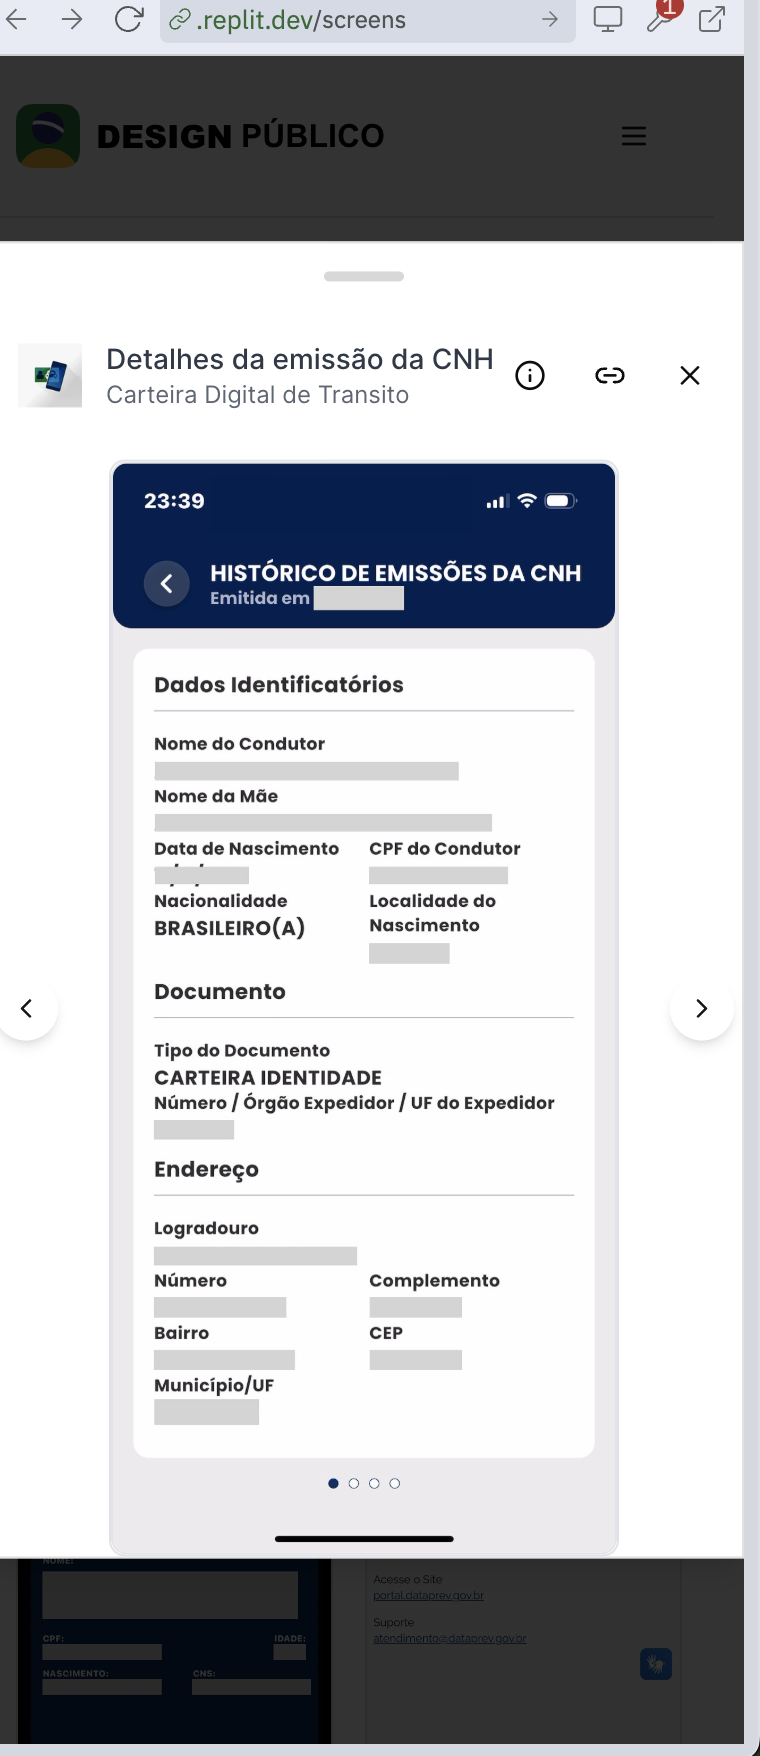 .replit.dev/screens
1
DESIGN PÚBLICO
Detalhes da emissão da CNH
Carteira Digital de Transito
23:39
HISTÓRICO DE EMISSÕES DA CNH
Emitida em
Dados Identificatórios
Nome do Condutor
Nome da Mãe
Data de Nascimento
CPF do Condutor
Nacionalidade
BRASILEIRO(A)
Localidade do
Nascimento
Documento
Tipo do Documento
CARTEIRA IDENTIDADE
Número / Órgão Expedidor / UF do Expedidor
Endereço
Logradouro
Número
Complemento
Bairro
CEP
Município/UF
NOME:
CPF:
IDADE:
NASCIMENTO:
CNS:
Acesse o Site
portal.dataprev.gov.br
Suporte
atendimento@dataprev.gov.br